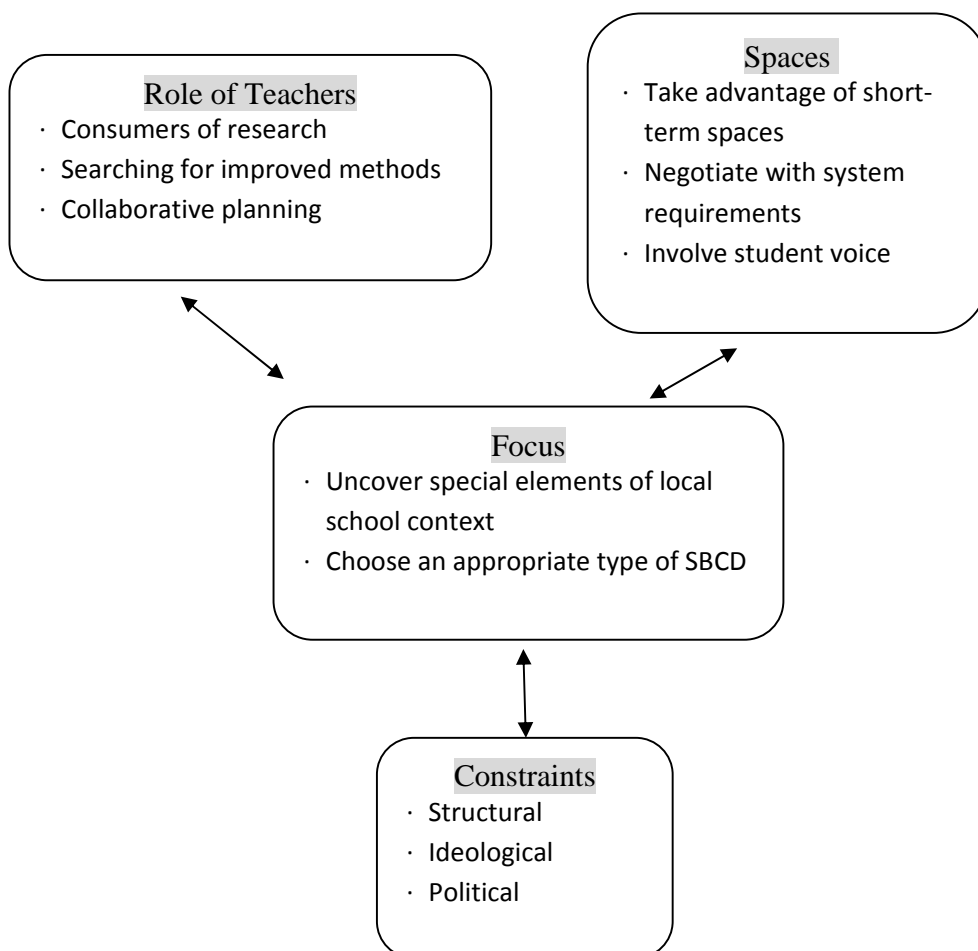 Role of Teachers
· Consumers of research
· Searching for improved methods
· Collaborative planning
Spaces
· Take advantage of short-
term spaces
· Negotiate with system
requirements
· Involve student voice
Focus
· Uncover special elements of local
school context
· Choose an appropriate type of SBCD
Constraints
· Structural
· Ideological
· Political